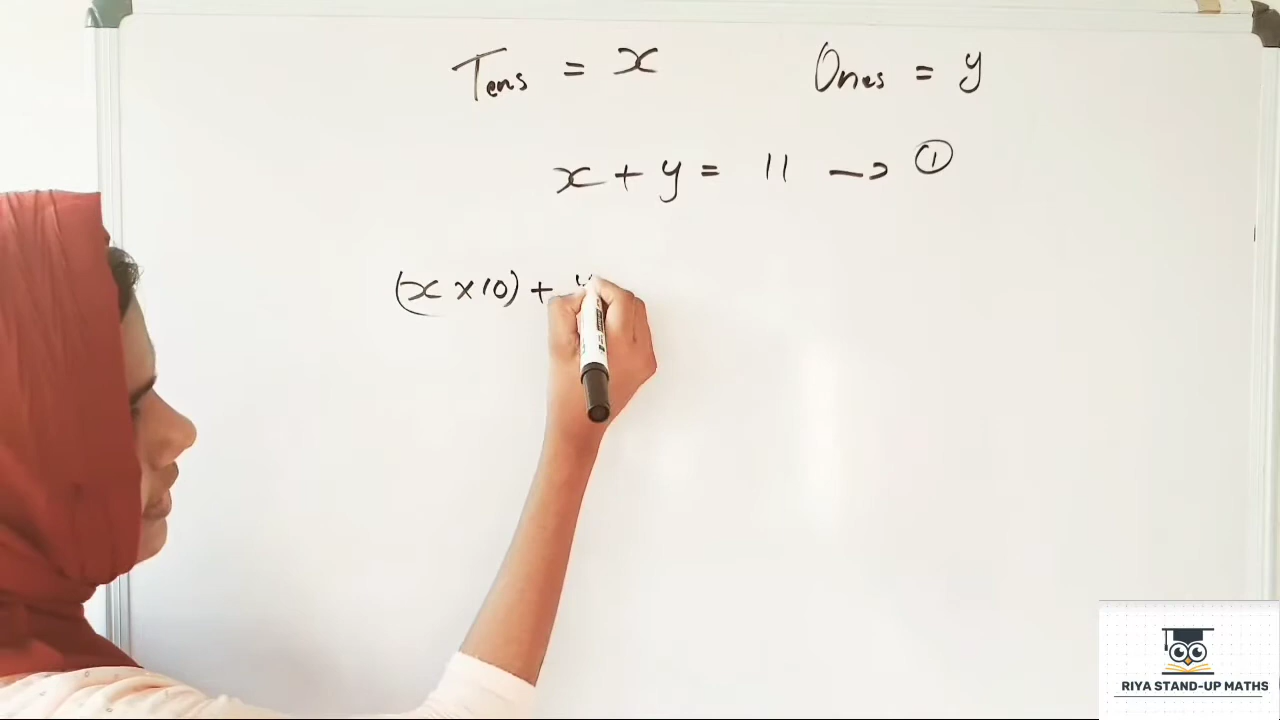 Tens = x Ones = y
x + y = 11 → ①
(x × 10) + y
RIYA STAND-UP MATHS